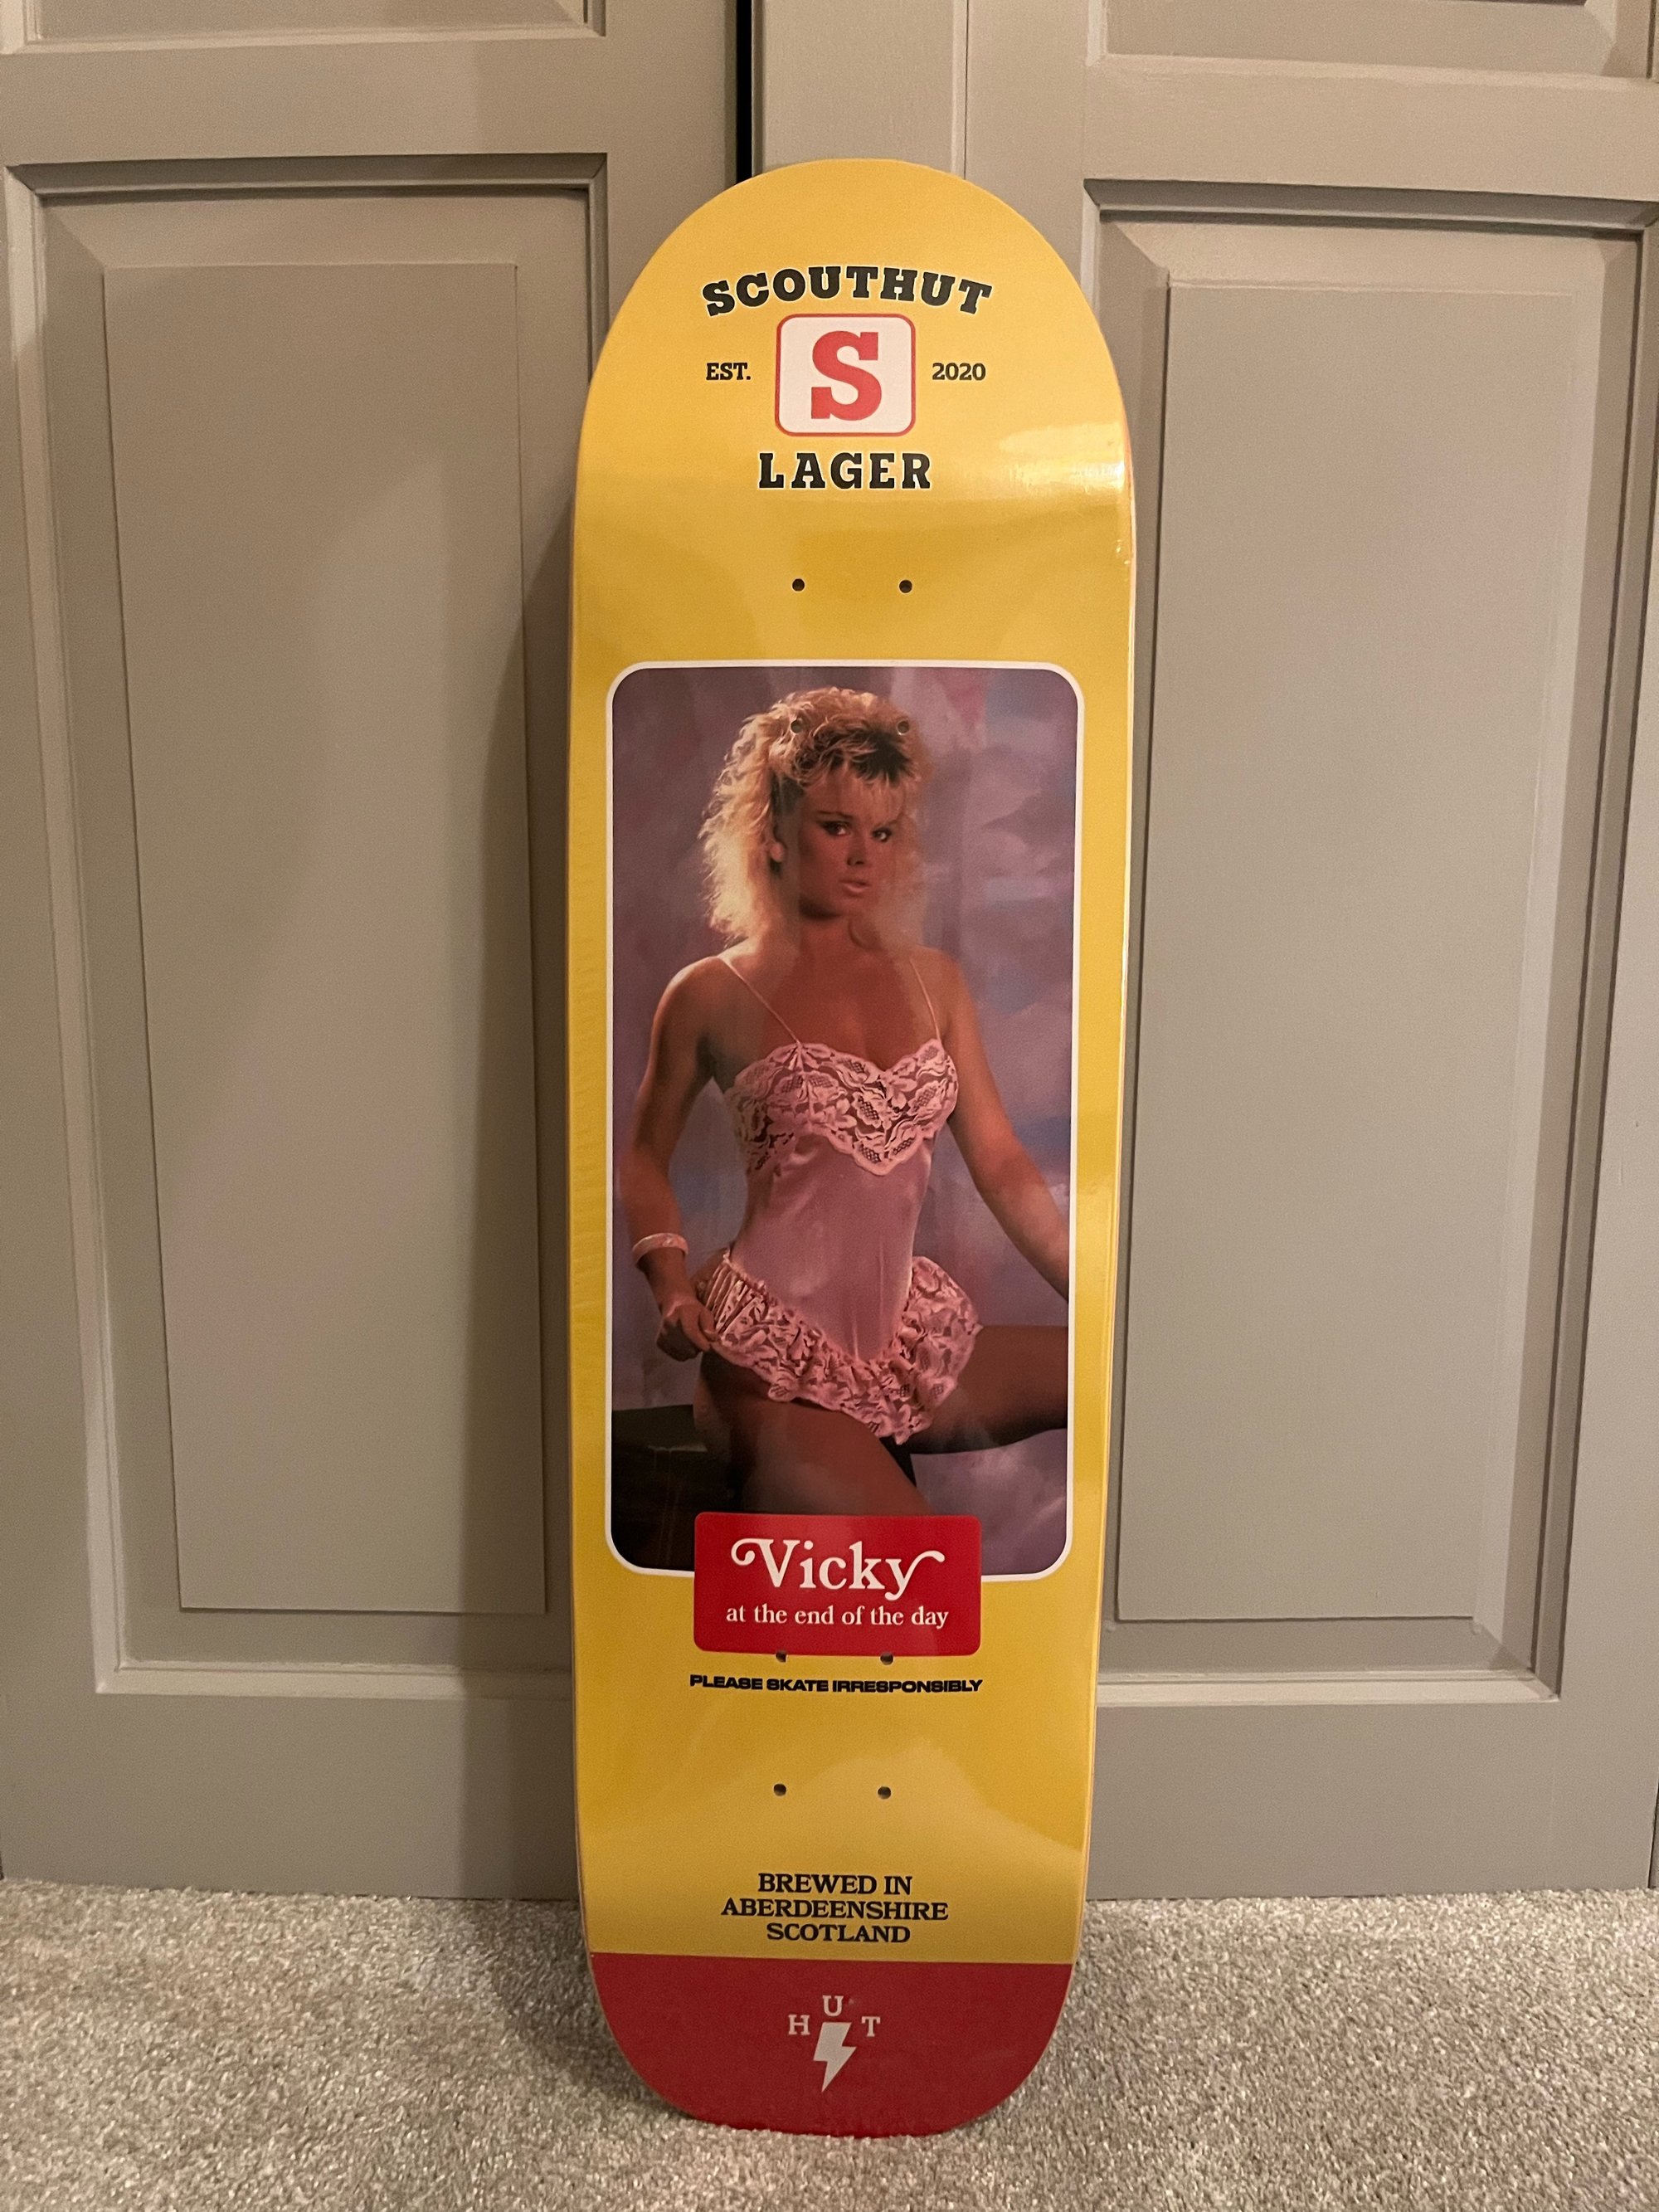 SCOUTHUT
EST. S 2020
LAGER
Vicky
at the end of the day
PLEASE SKATE IRRESPONSIBLY
BREWED IN
ABERDEENSHIRE
SCOTLAND
HUT